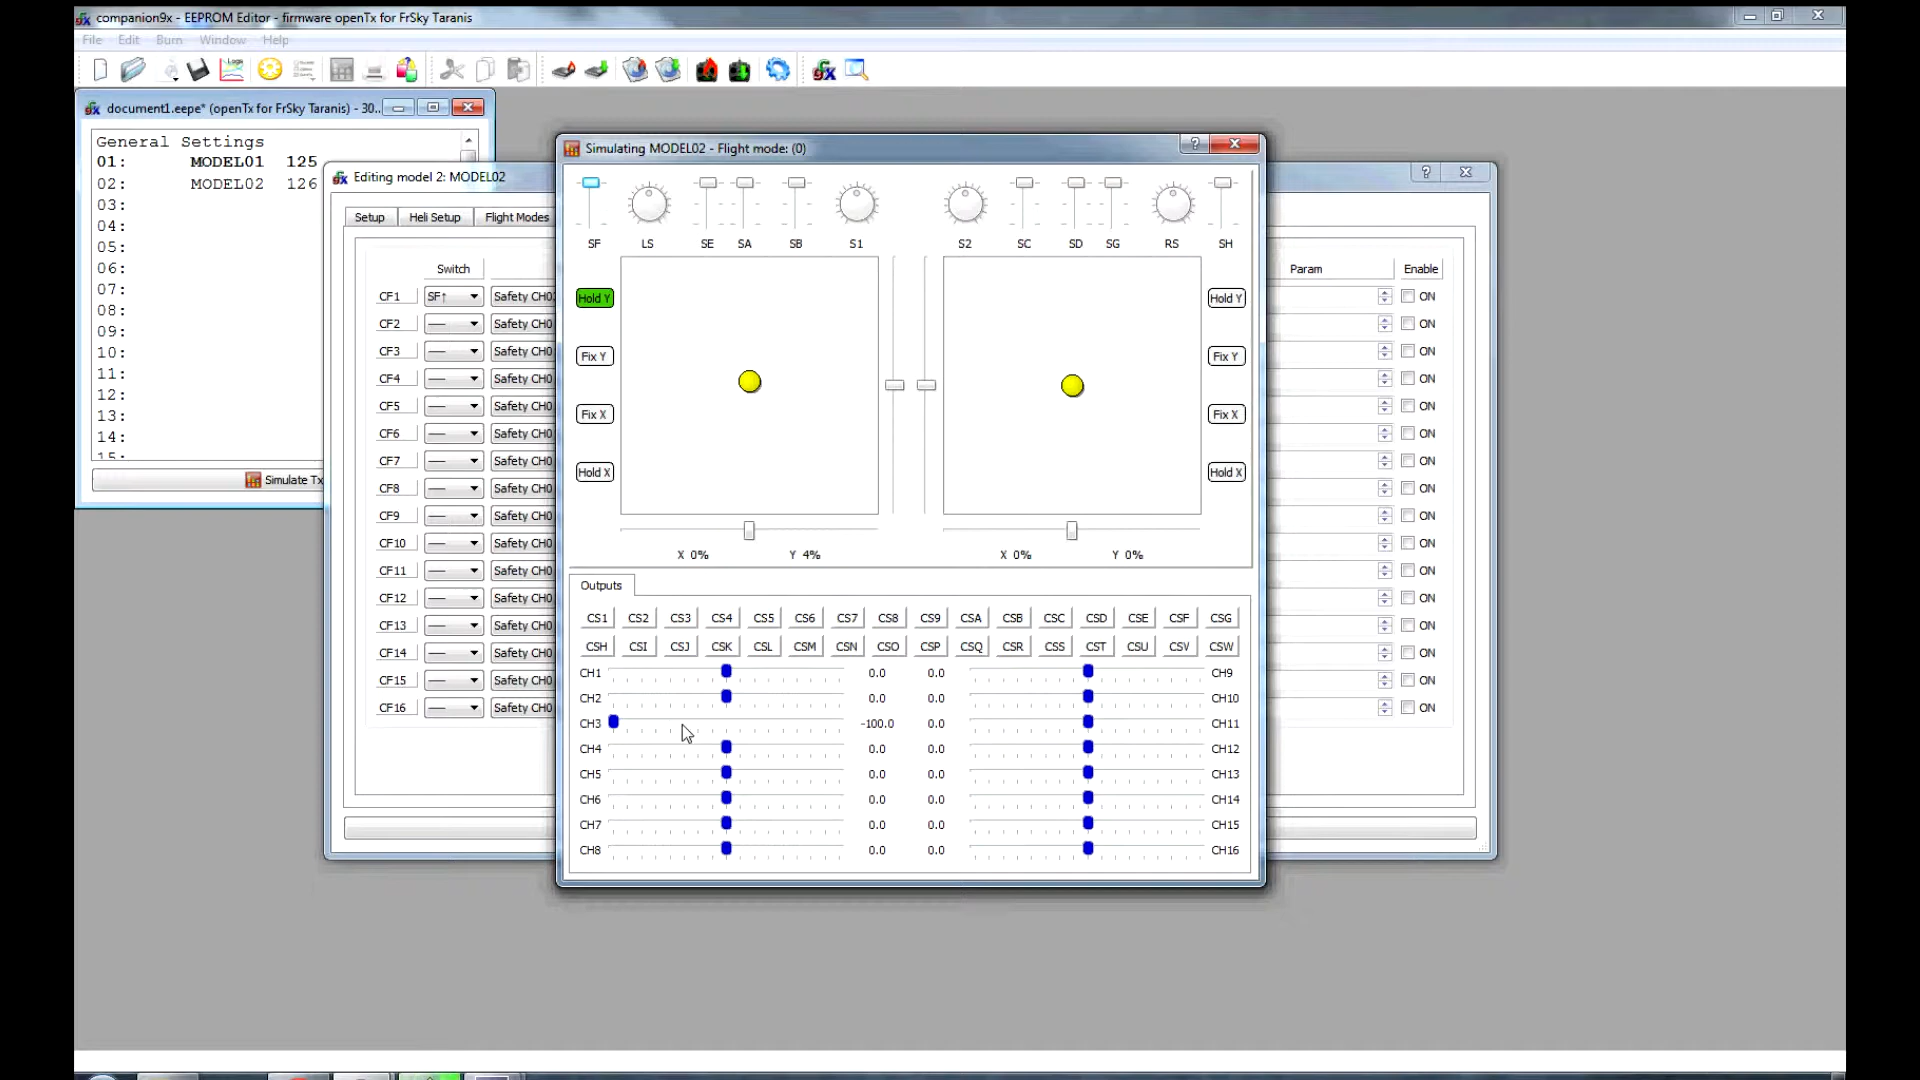 companion9x - EEPROM Editor - firmware openTx for FrSky Taranis
File Edit Burn Window Help
document1.eepe* (openTx for FrSky Taranis) - 30..
General Settings
01: MODEL01 125
02: MODEL02 126
03:
04:
05:
06:
07:
08:
09:
10:
11:
12:
13:
14:
15:
Simulate Tx
Editing model 2: MODEL02
Setup Heli Setup Flight Modes
Switch Param Enable
CF1 SF↑ Safety CH0 ON
CF2 — Safety CH0 ON
CF3 — Safety CH0 ON
CF4 — Safety CH0 ON
CF5 — Safety CH0 ON
CF6 — Safety CH0 ON
CF7 — Safety CH0 ON
CF8 — Safety CH0 ON
CF9 — Safety CH0 ON
CF10 — Safety CH0 ON
CF11 — Safety CH0 ON
CF12 — Safety CH0 ON
CF13 — Safety CH0 ON
CF14 — Safety CH0 ON
CF15 — Safety CH0 ON
CF16 — Safety CH0 ON
Simulating MODEL02 - Flight mode: (0)
SF LS SE SA SB S1 S2 SC SD SG RS SH
Hold Y Hold Y
Fix Y Fix Y
Fix X Fix X
Hold X Hold X
X 0% Y 4% X 0% Y 0%
Outputs
CS1 CS2 CS3 CS4 CS5 CS6 CS7 CS8 CS9 CSA CSB CSC CSD CSE CSF CSG
CSH CSI CSJ CSK CSL CSM CSN CSO CSP CSQ CSR CSS CST CSU CSV CSW
CH1 0.0 0.0 CH9
CH2 0.0 0.0 CH10
CH3 -100.0 0.0 CH11
CH4 0.0 0.0 CH12
CH5 0.0 0.0 CH13
CH6 0.0 0.0 CH14
CH7 0.0 0.0 CH15
CH8 0.0 0.0 CH16